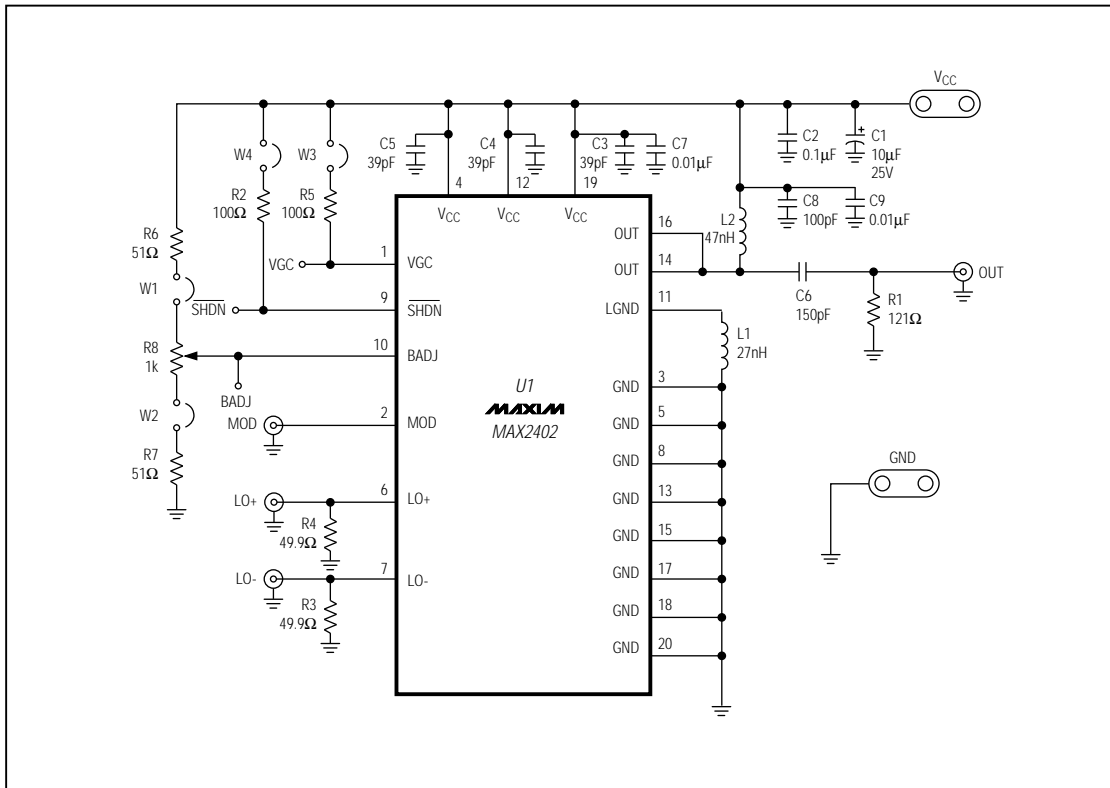 VCC
C5
39pF
C4
39pF
C3
39pF
C7
0.01µF
C2
0.1µF
C1
10µF
25V
+
W4
W3
R2
100Ω
R5
100Ω
4
12
19
VCC
VCC
VCC
C8
100pF
C9
0.01µF
L2
47nH
R6
51Ω
W1
R8
1k
W2
R7
51Ω
VGC
1
VGC
SHDN
9
SHDN
10
BADJ
BADJ
MOD
2
MOD
LO+
6
LO+
R4
49.9Ω
LO-
7
LO-
R3
49.9Ω
U1
MAXIM
MAX2402
OUT
16
OUT
14
C6
150pF
R1
121Ω
OUT
LGND
11
L1
27nH
GND
3
GND
5
GND
8
GND
13
GND
15
GND
17
GND
18
GND
20
GND